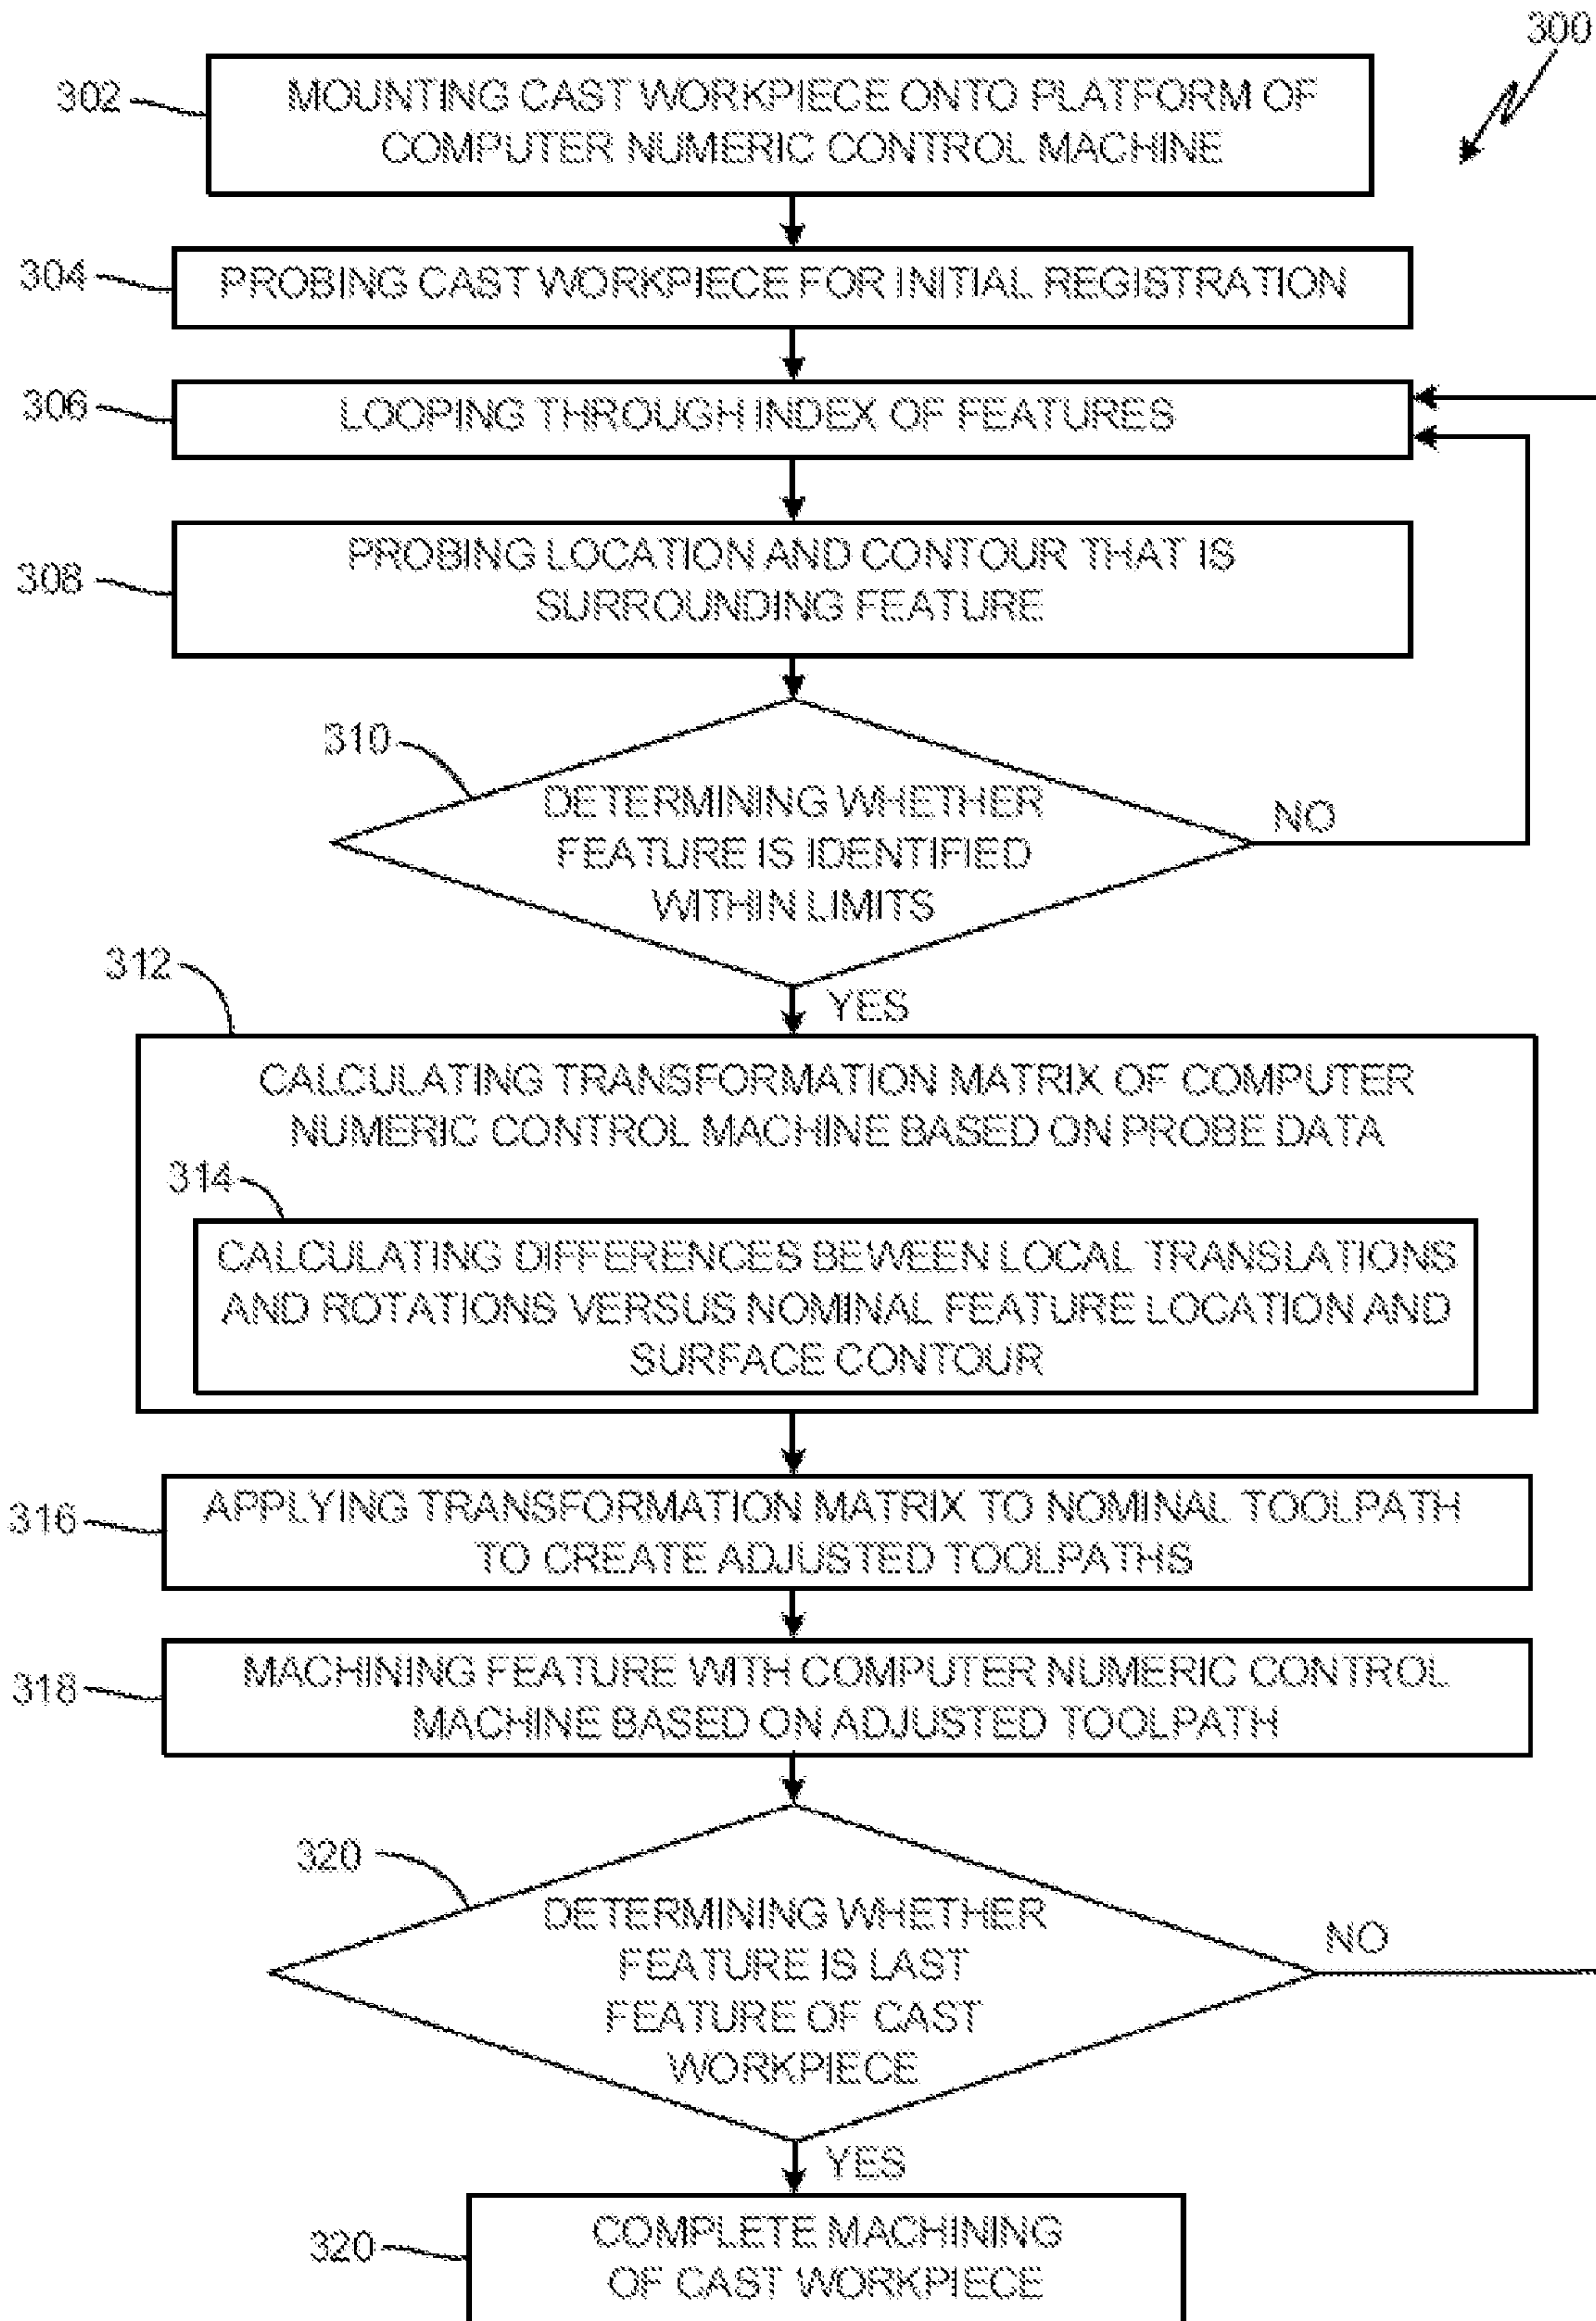 300
302
MOUNTING CAST WORKPIECE ONTO PLATFORM OF
COMPUTER NUMERIC CONTROL MACHINE
304
PROBING CAST WORKPIECE FOR INITIAL REGISTRATION
306
LOOPING THROUGH INDEX OF FEATURES
308
PROBING LOCATION AND CONTOUR THAT IS
SURROUNDING FEATURE
310
DETERMINING WHETHER
FEATURE IS IDENTIFIED
WITHIN LIMITS
NO
YES
312
CALCULATING TRANSFORMATION MATRIX OF COMPUTER
NUMERIC CONTROL MACHINE BASED ON PROBE DATA
314
CALCULATING DIFFERENCES BEWEEN LOCAL TRANSLATIONS
AND ROTATIONS VERSUS NOMINAL FEATURE LOCATION AND
SURFACE CONTOUR
316
APPLYING TRANSFORMATION MATRIX TO NOMINAL TOOLPATH
TO CREATE ADJUSTED TOOLPATHS
318
MACHINING FEATURE WITH COMPUTER NUMERIC CONTROL
MACHINE BASED ON ADJUSTED TOOLPATH
320
DETERMINING WHETHER
FEATURE IS LAST
FEATURE OF CAST
WORKPIECE
NO
YES
320
COMPLETE MACHINING
OF CAST WORKPIECE